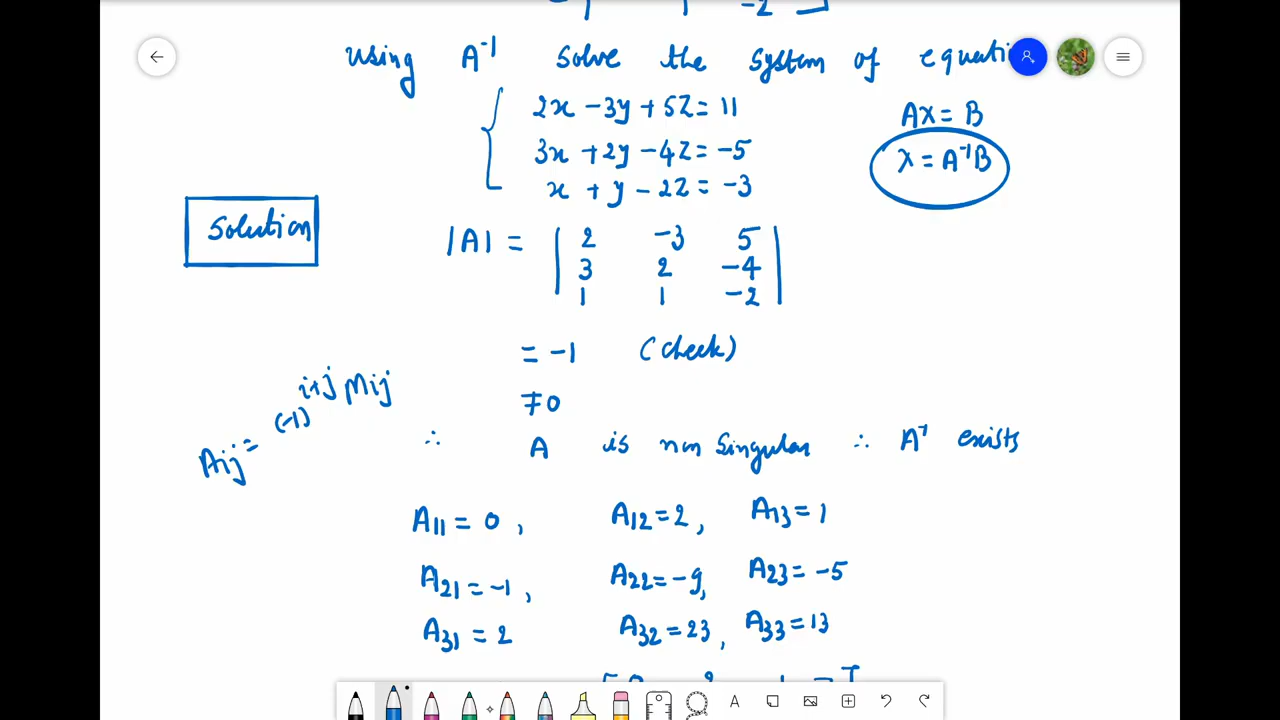 -2
Using A⁻¹ solve the system of equati
2x - 3y + 5z = 11
3x + 2y - 4z = -5
x + y - 2z = -3
AX = B
X = A⁻¹B
Solution
|A| = | 2 -3 5 |
3 2 -4
1 1 -2
= -1 (check)
≠0
Aij = (-1)^i+j Mij
∴ A is non singular ∴ A⁻¹ exists
A11 = 0, A12 = 2, A13 = 1
A21 = -1, A22 = -9, A23 = -5
A31 = 2 A32 = 23, A33 = 13